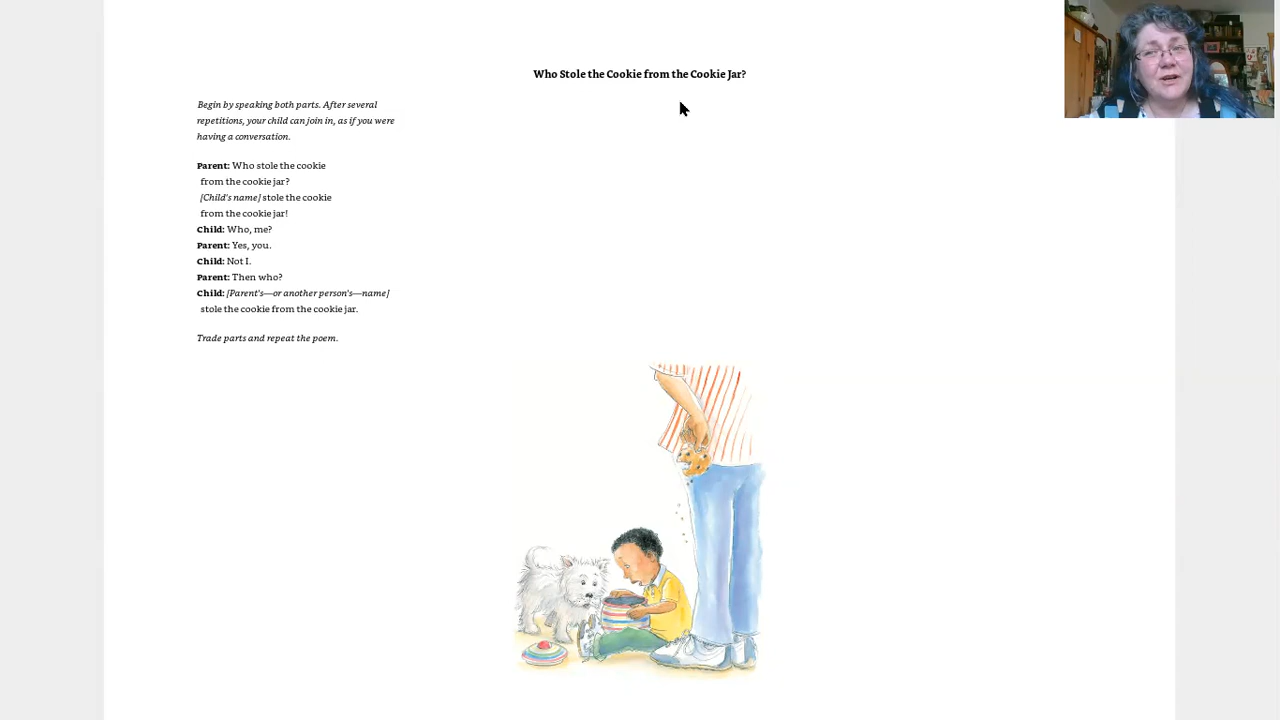 Who Stole the Cookie from the Cookie Jar?
Begin by speaking both parts. After several
repetitions, your child can join in, as if you were
having a conversation.
Parent: Who stole the cookie
from the cookie jar?
[Child's name] stole the cookie
from the cookie jar!
Child: Who, me?
Parent: Yes, you.
Child: Not I.
Parent: Then who?
Child: [Parent's—or another person's—name]
stole the cookie from the cookie jar.
Trade parts and repeat the poem.